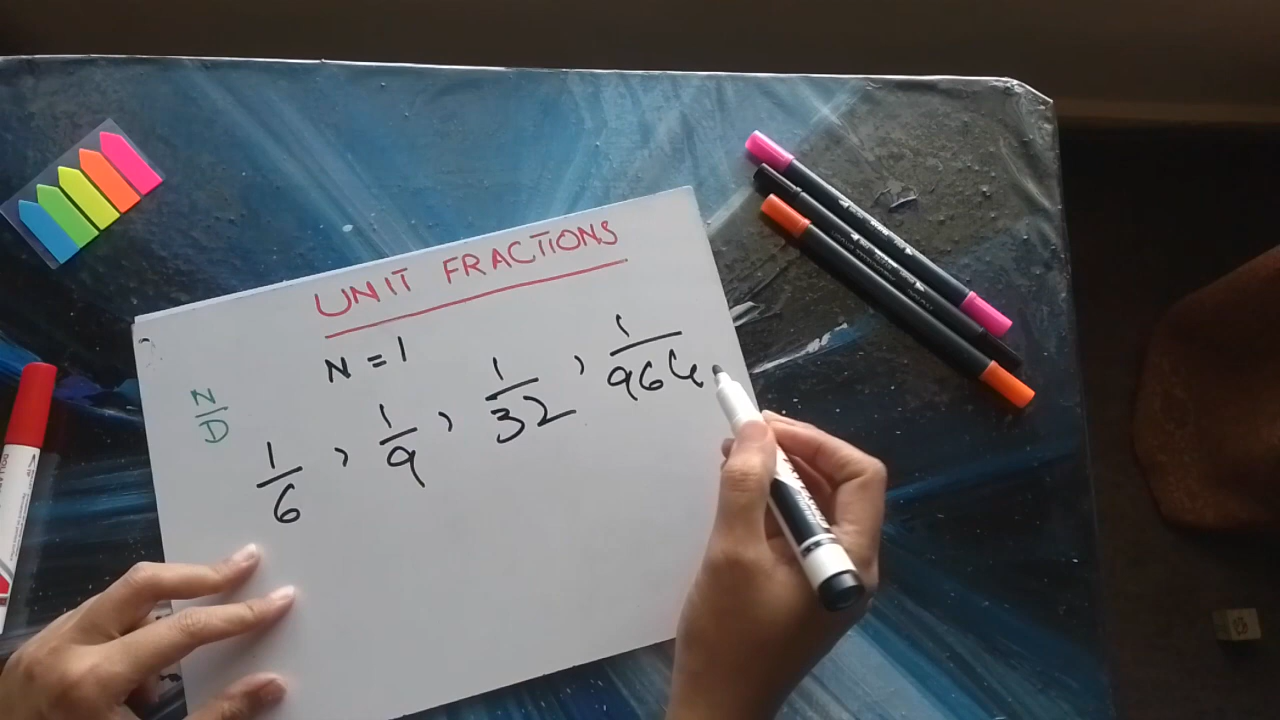 UNIT FRACTIONS
N = 1
N/D
1/6 , 1/9 , 1/32 , 1/964